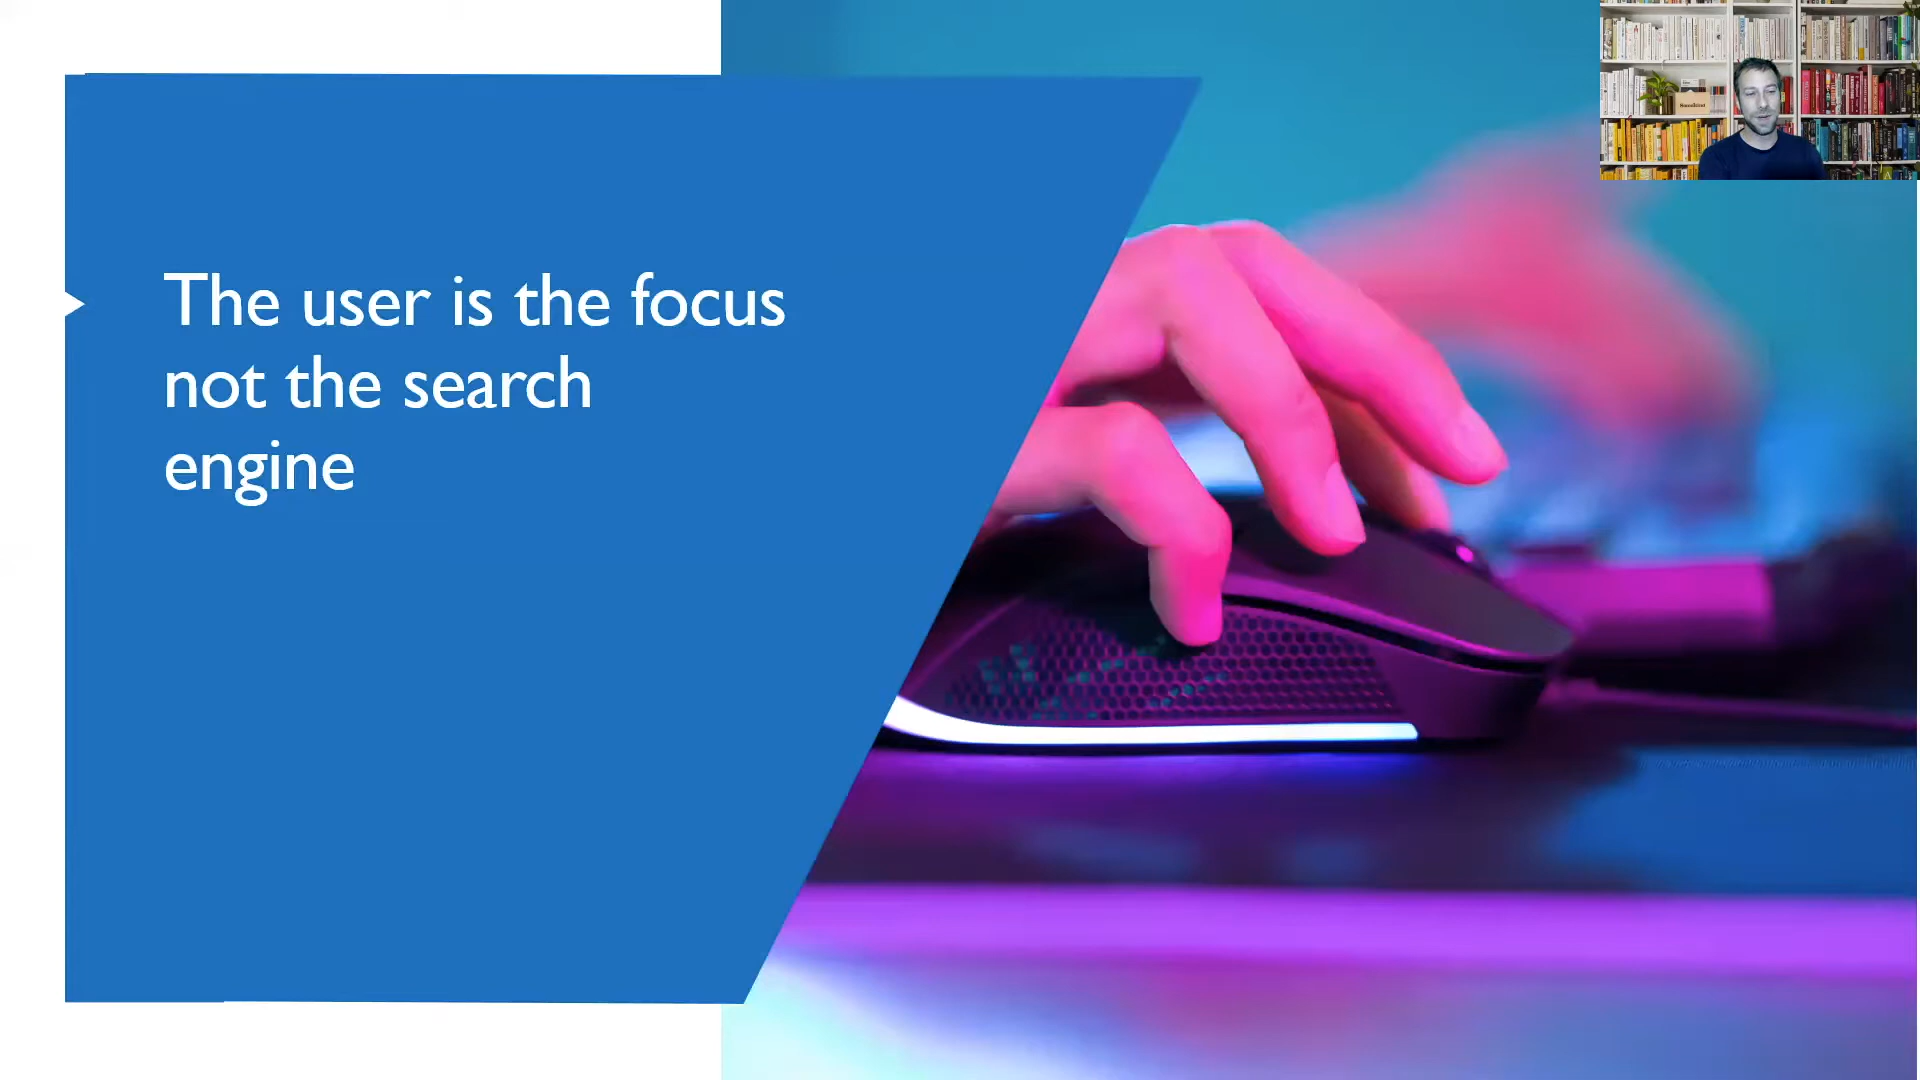 The user is the focus
not the search
engine